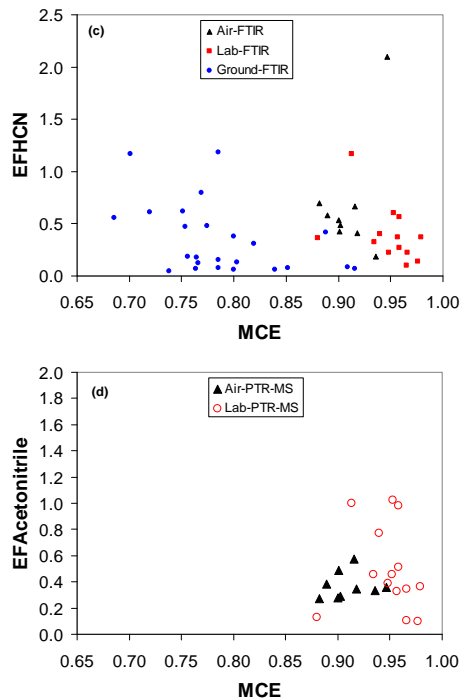 (c)
Air-FTIR
Lab-FTIR
Ground-FTIR
EFHCN
2.5
2.0
1.5
1.0
0.5
0.0
0.65 0.70 0.75 0.80 0.85 0.90 0.95 1.00
MCE
(d)
Air-PTR-MS
Lab-PTR-MS
EFAcetonitrile
2.0
1.8
1.6
1.4
1.2
1.0
0.8
0.6
0.4
0.2
0.0
0.65 0.70 0.75 0.80 0.85 0.90 0.95 1.00
MCE